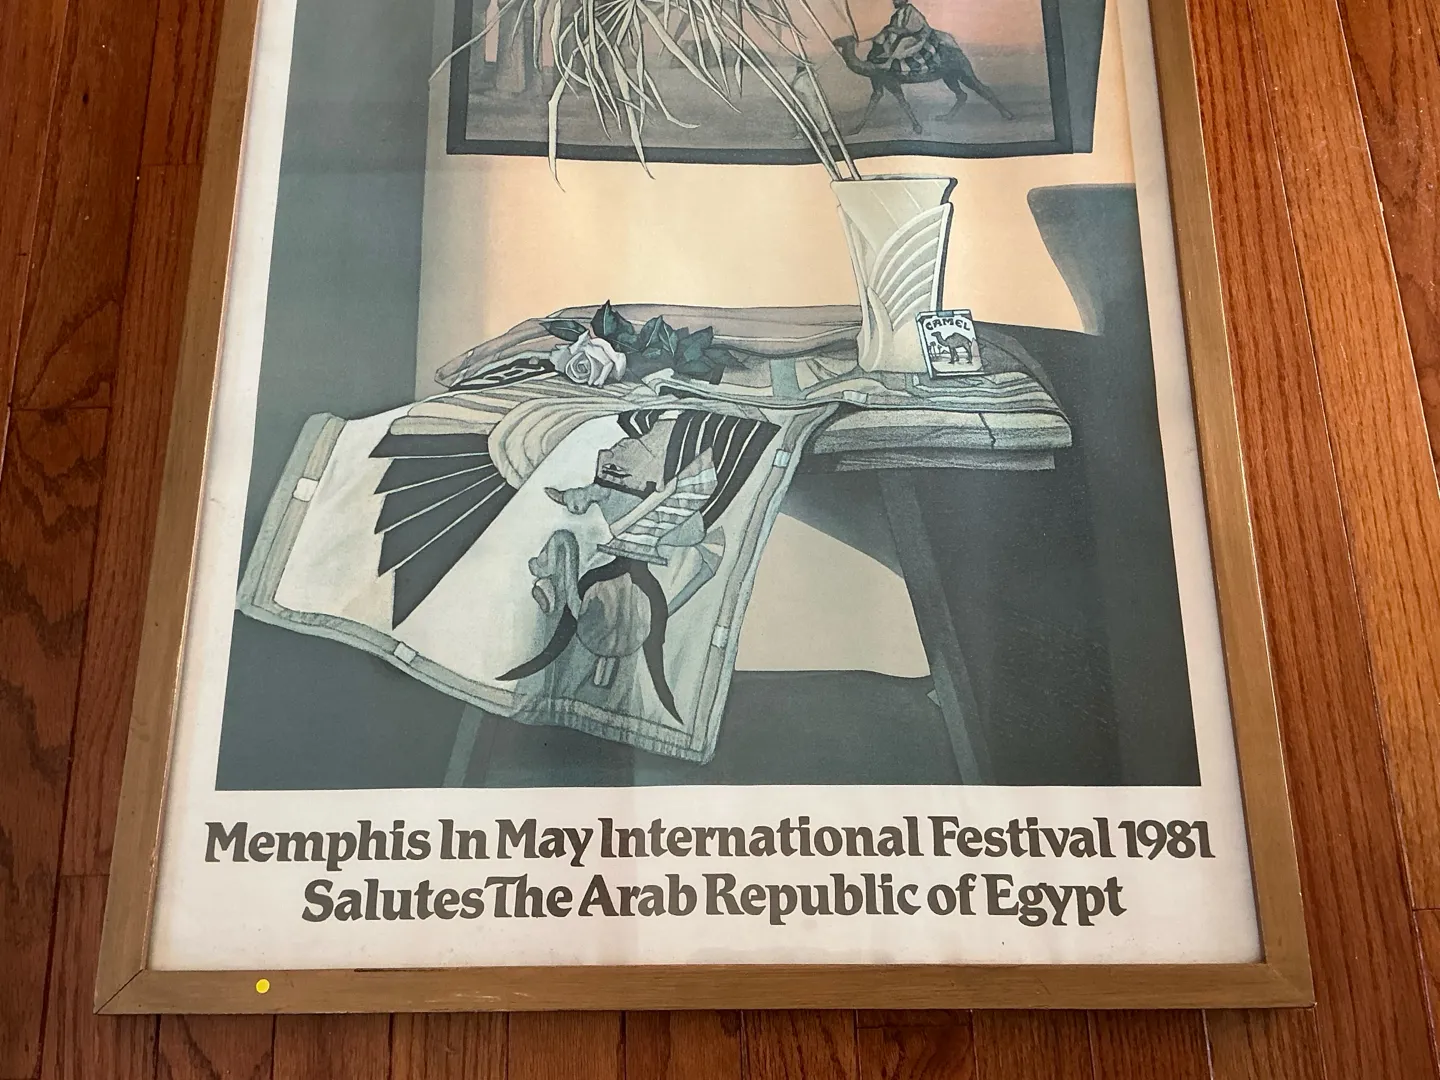 CAMEL
Memphis In May International Festival 1981
Salutes The Arab Republic of Egypt